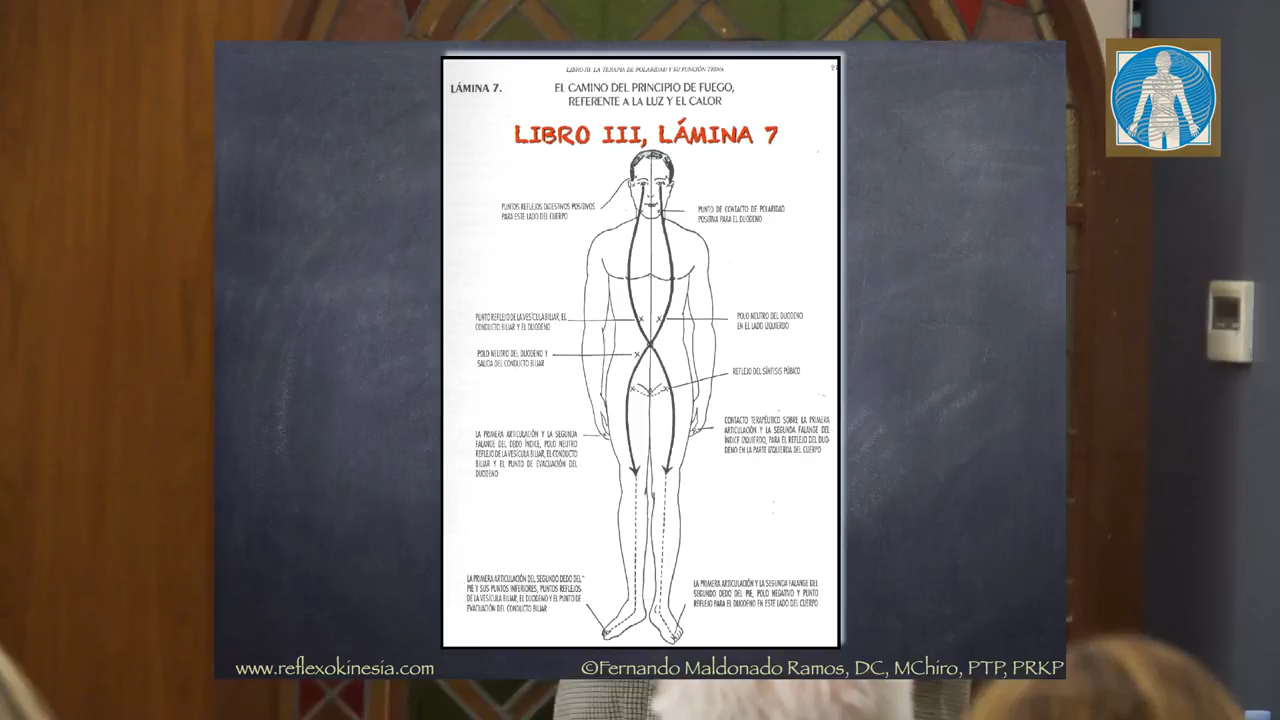 LIBRO III. LA TERAPIA DE POLARIDAD Y SU FUNCIÓN TRINA
LÁMINA 7.
EL CAMINO DEL PRINCIPIO DE FUEGO,
REFERENTE A LA LUZ Y EL CALOR
LIBRO III, LÁMINA 7
PUNTOS REFLEJOS DIGESTIVOS POSITIVOS
PARA ESTE LADO DEL CUERPO
PUNTO DE CONTACTO DE POLARIDAD
POSITIVA PARA EL DUODENO
PUNTO REFLEJO DE LA VESÍCULA BILIAR, EL
CONDUCTO BILIAR Y EL DUODENO
POLO NEUTRO DEL DUODENO
EN EL LADO IZQUIERDO
POLO NEUTRO DEL DUODENO Y
SALIDA DEL CONDUCTO BILIAR
REFLEJO DEL SÍNFISIS PÚBICO
LA PRIMERA ARTICULACIÓN Y LA SEGUNDA
FALANGE DEL DEDO ÍNDICE, POLO NEUTRO
REFLEJO DE LA VESÍCULA BILIAR, EL CONDUCTO
BILIAR Y EL PUNTO DE EVACUACIÓN DEL
DUODENO
CONTACTO TERAPÉUTICO SOBRE LA PRIMERA
ARTICULACIÓN Y LA SEGUNDA FALANGE DEL
ÍNDICE IZQUIERDO, PARA EL REFLEJO DEL DUO-
DENO EN LA PARTE IZQUIERDA DEL CUERPO
LA PRIMERA ARTICULACIÓN DEL SEGUNDO DEDO DEL
PIE Y SUS PUNTOS INFERIORES, PUNTOS REFLEJOS
DE LA VESÍCULA BILIAR, EL DUODENO Y EL PUNTO DE
EVACUACIÓN DEL CONDUCTO BILIAR
LA PRIMERA ARTICULACIÓN Y LA SEGUNDA FALANGE DEL
SEGUNDO DEDO DEL PIE, POLO NEGATIVO Y PUNTO
REFLEJO PARA EL DUODENO EN ESTE LADO DEL CUERPO
www.reflexokinesia.com
©Fernando Maldonado Ramos, DC, MChiro, PTP, PRKP